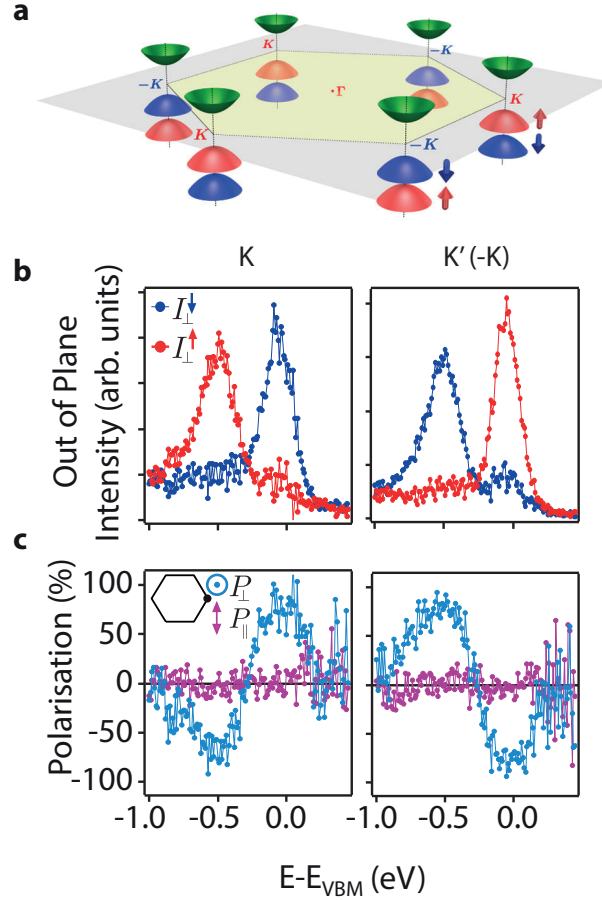 a
K
-K
-K
·Γ
K
K
-K
K
K' (-K)
b
Out of Plane
Intensity (arb. units)
I⊥↓
I⊥↑
c
Polarisation (%)
100
50
0
-50
-100
P⊥
P∥
-1.0
-0.5
0.0
-1.0
-0.5
0.0
E-E_VBM (eV)